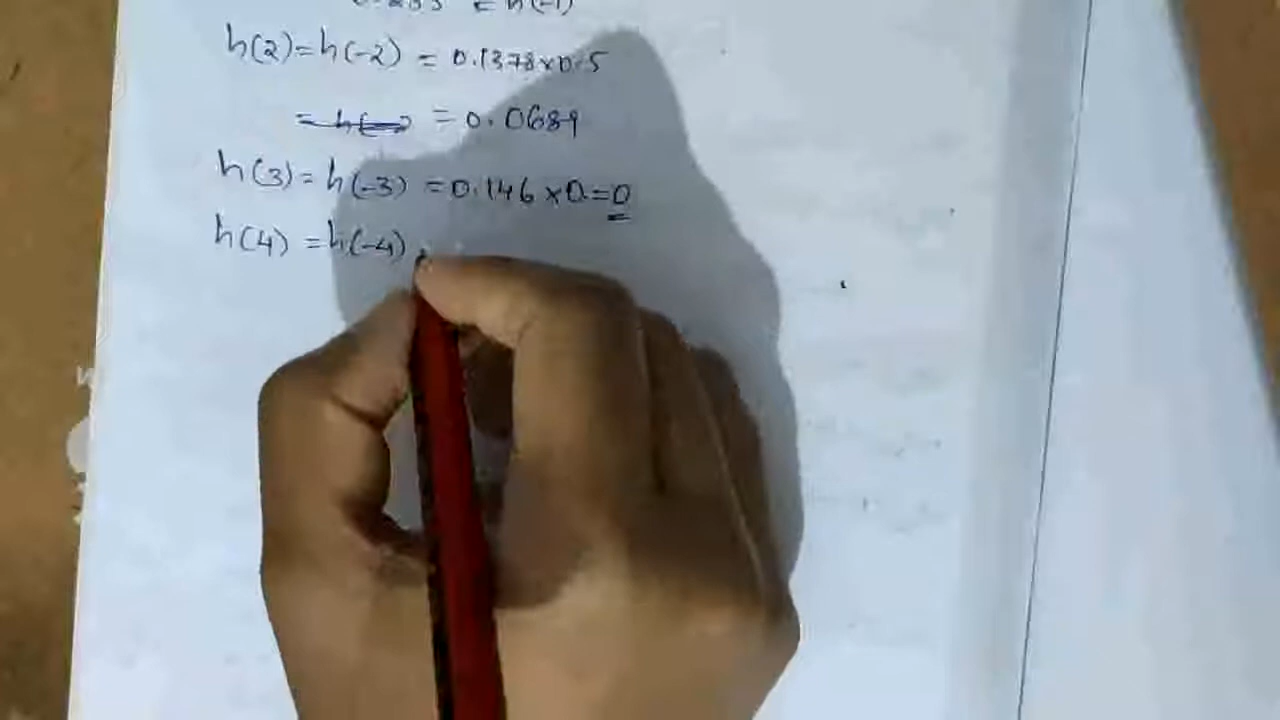 h(2)=h(-2) = 0.1378×0.5
= 0.0689
h(3)=h(-3) = 0.146×0=0
h(4)=h(-4)